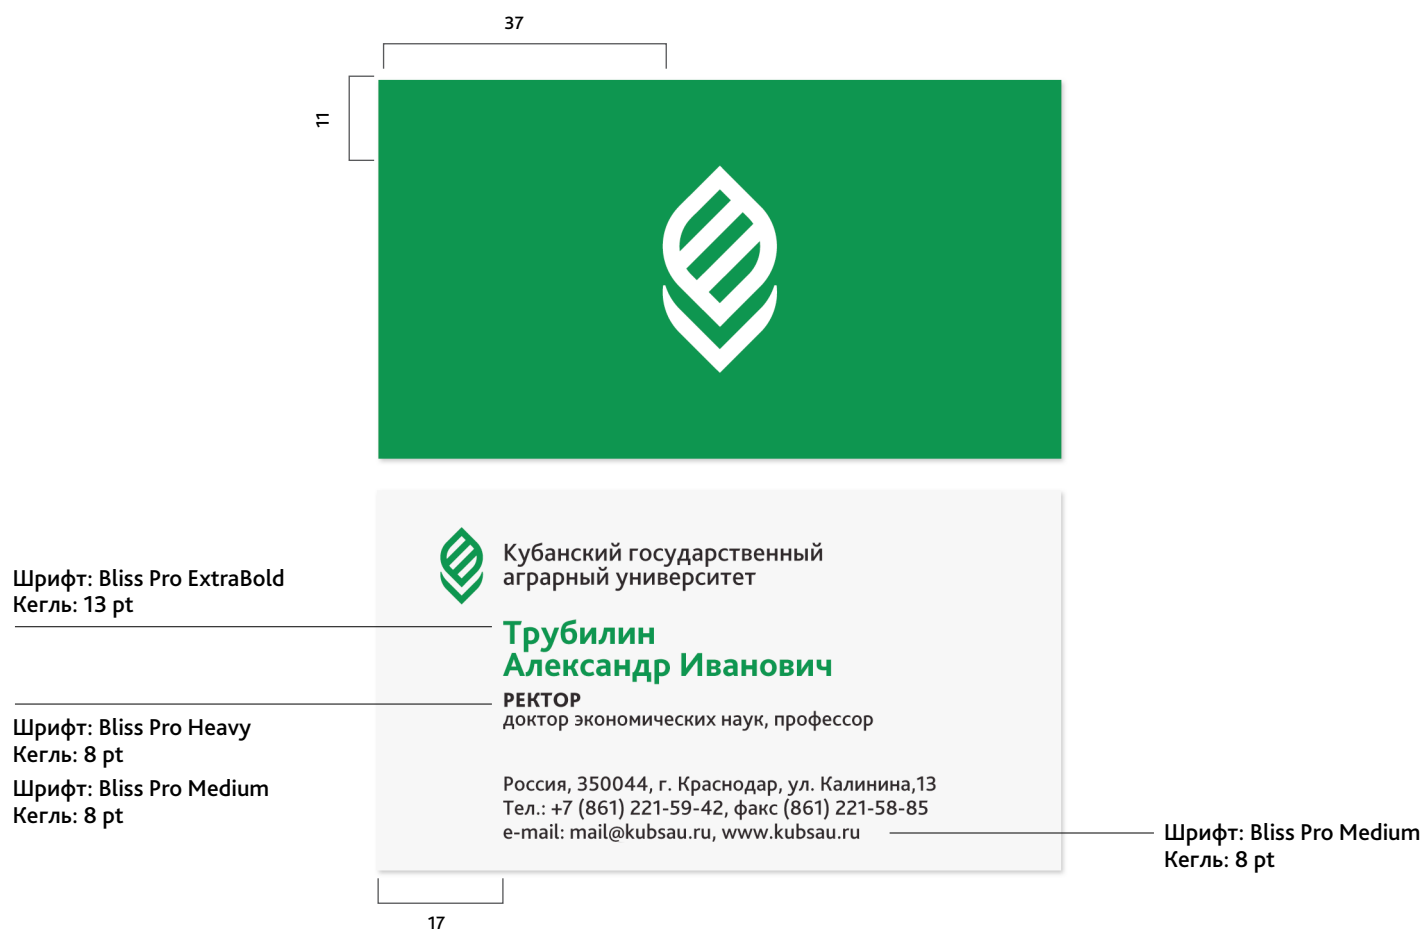 37
11
Кубанский государственный
аграрный университет
Шрифт: Bliss Pro ExtraBold
Кегль: 13 pt
Трубилин
Александр Иванович
РЕКТОР
доктор экономических наук, профессор
Шрифт: Bliss Pro Heavy
Кегль: 8 pt
Шрифт: Bliss Pro Medium
Кегль: 8 pt
Россия, 350044, г. Краснодар, ул. Калинина,13
Тел.: +7 (861) 221-59-42, факс (861) 221-58-85
e-mail: mail@kubsau.ru, www.kubsau.ru
Шрифт: Bliss Pro Medium
Кегль: 8 pt
17